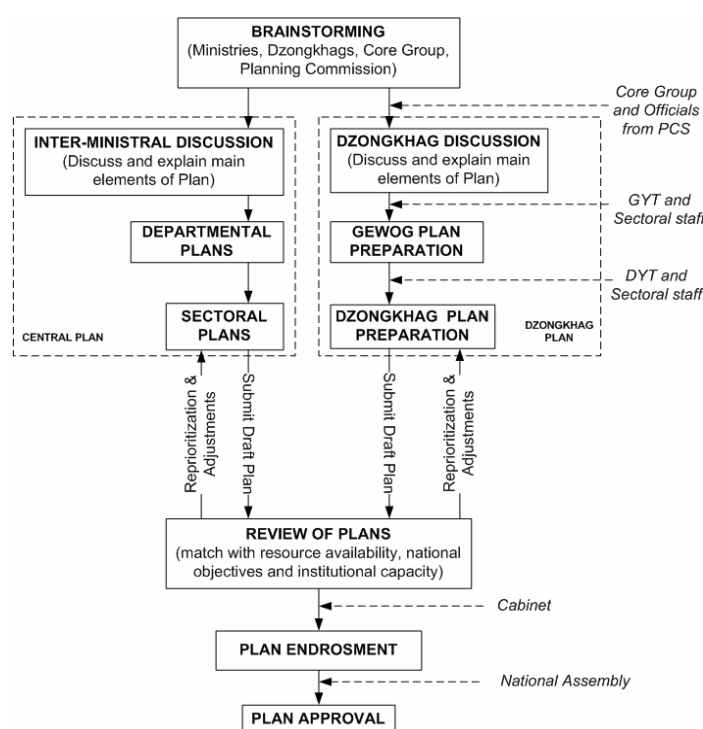 BRAINSTORMING
(Ministries, Dzongkhags, Core Group,
Planning Commission)
Core Group
and Officials
from PCS
INTER-MINISTRAL DISCUSSION
(Discuss and explain main
elements of Plan)
DZONGKHAG DISCUSSION
(Discuss and explain main
elements of Plan)
GYT and
Sectoral staff
DEPARTMENTAL
PLANS
GEWOG PLAN
PREPARATION
DYT and
Sectoral staff
SECTORAL
PLANS
DZONGKHAG PLAN
PREPARATION
CENTRAL PLAN
DZONGKHAG
PLAN
Reprioritization &
Adjustments
Submit Draft Plan
Submit Draft Plan
Reprioritization &
Adjustments
REVIEW OF PLANS
(match with resource availability, national
objectives and institutional capacity)
Cabinet
PLAN ENDROSMENT
National Assembly
PLAN APPROVAL